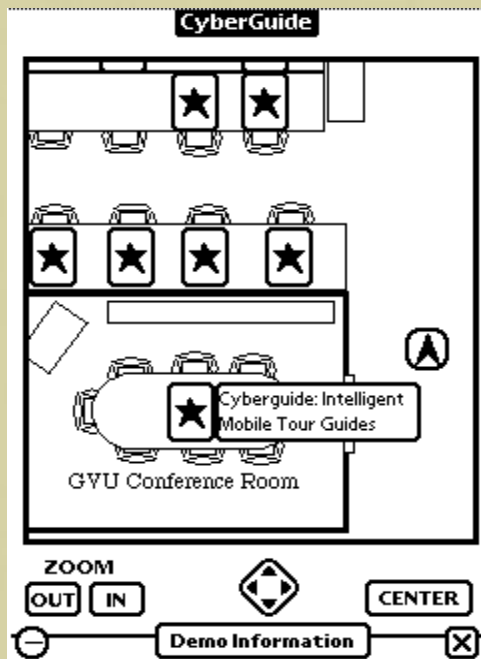 CyberGuide
Cyberguide: Intelligent
Mobile Tour Guides
GVU Conference Room
ZOOM
OUT IN
CENTER
Demo Information